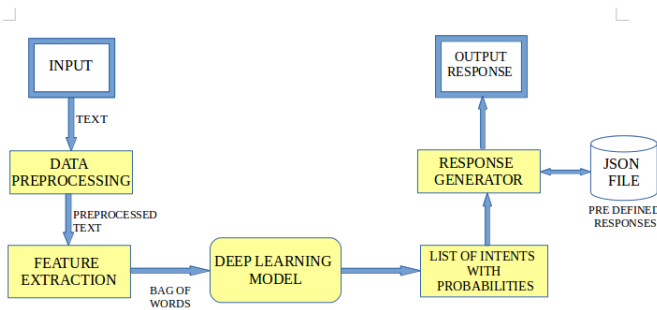 INPUT
TEXT
DATA
PREPROCESSING
PREPROCESSED
TEXT
FEATURE
EXTRACTION
BAG OF
WORDS
DEEP LEARNING
MODEL
LIST OF INTENTS
WITH
PROBABILITIES
RESPONSE
GENERATOR
JSON
FILE
PRE DEFINED
RESPONSES
OUTPUT
RESPONSE